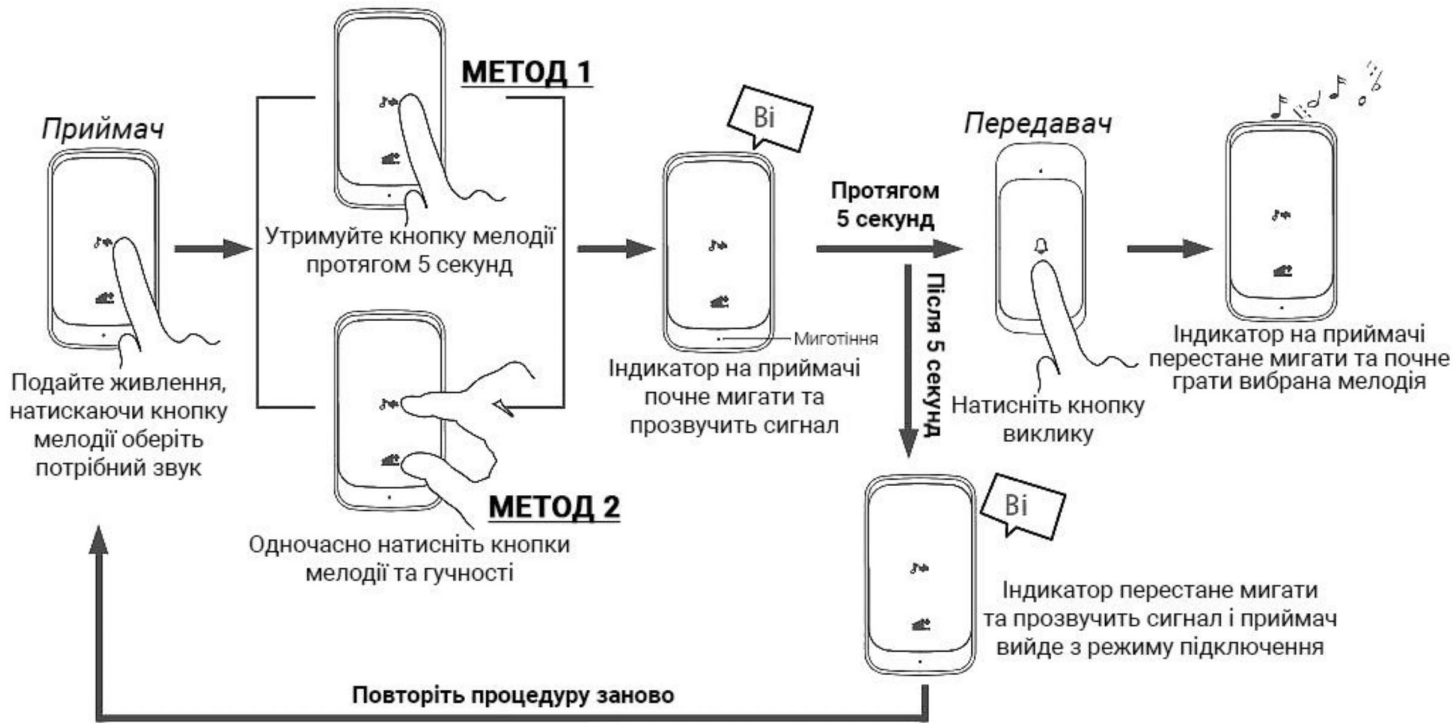 Приймач
Подайте живлення,
натискаючи кнопку
мелодії оберіть
потрібний звук
МЕТОД 1
Утримуйте кнопку мелодії
протягом 5 секунд
МЕТОД 2
Одночасно натисніть кнопки
мелодії та гучності
Bi
Миготіння
Індикатор на приймачі
почне мигати та
прозвучить сигнал
Протягом
5 секунд
Передавач
Натисніть кнопку
виклику
Індикатор на приймачі
перестане мигати та почне
грати вибрана мелодія
Після 5 секунд
Bi
Індикатор перестане мигати
та прозвучить сигнал і приймач
вийде з режиму підключення
Повторіть процедуру заново